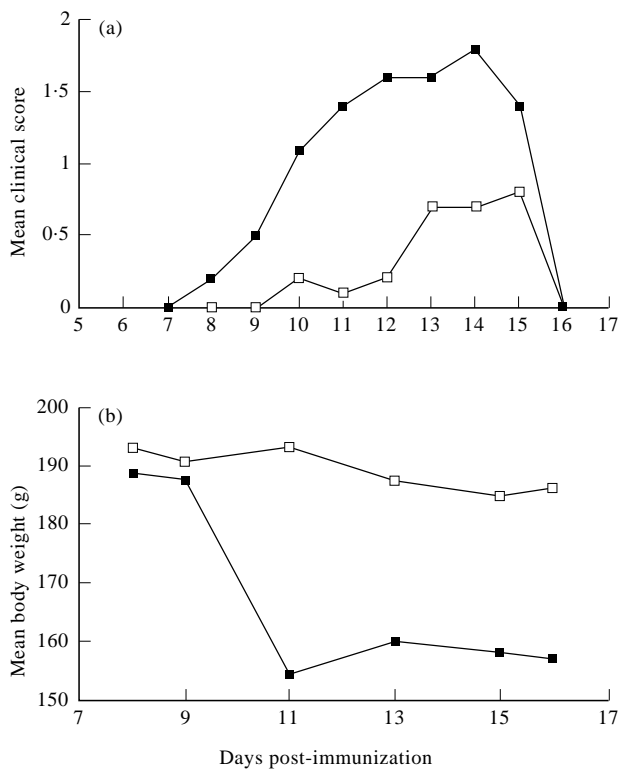 (a)
Mean clinical score
2
1·5
1
0·5
0
5 6 7 8 9 10 11 12 13 14 15 16 17
(b)
Mean body weight (g)
200
190
180
170
160
150
7 9 11 13 15 17
Days post-immunization